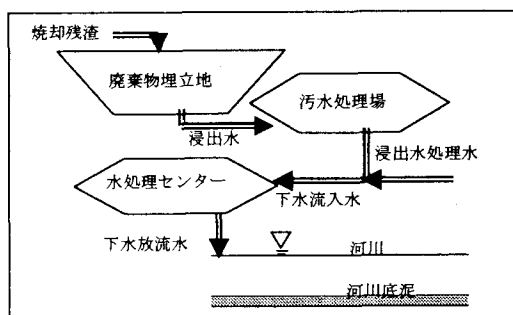 焼却残渣
廃棄物埋立地
汚水処理場
浸出水
浸出水処理水
水処理センター
下水流入水
下水放流水
河川
河川底泥